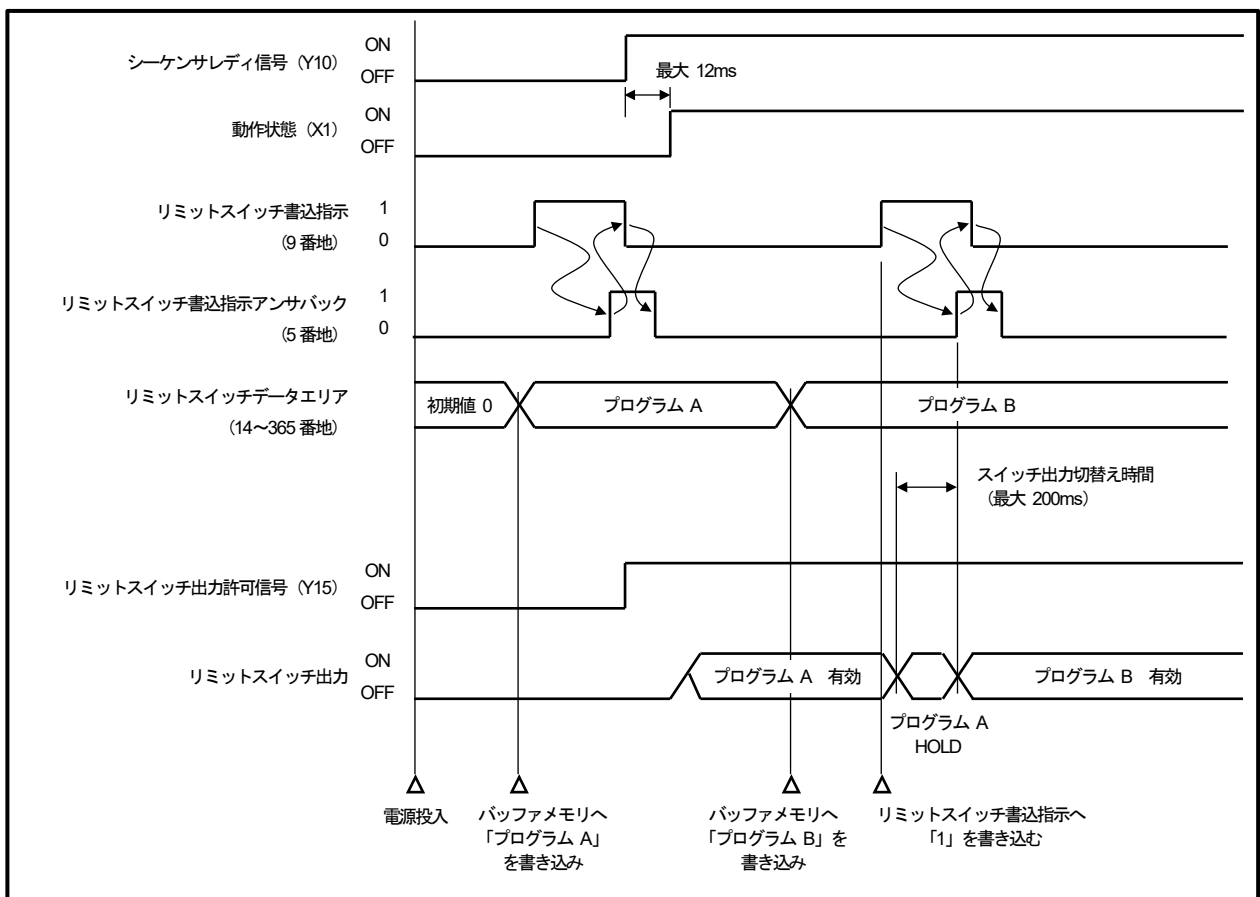 シーケンサレディ信号（Y10）
ON
OFF
最大 12ms
動作状態（X1）
ON
OFF
リミットスイッチ書込指示
（9 番地）
1
0
リミットスイッチ書込指示アンサバック
（5 番地）
1
0
リミットスイッチデータエリア
（14～365 番地）
初期値 0
プログラム A
プログラム B
スイッチ出力切替え時間
（最大 200ms）
リミットスイッチ出力許可信号（Y15）
ON
OFF
リミットスイッチ出力
ON
OFF
プログラム A　有効
プログラム B　有効
プログラム A
HOLD
電源投入
バッファメモリへ
「プログラム A」
を書き込み
バッファメモリへ
「プログラム B」を
書き込み
リミットスイッチ書込指示へ
「1」を書き込む